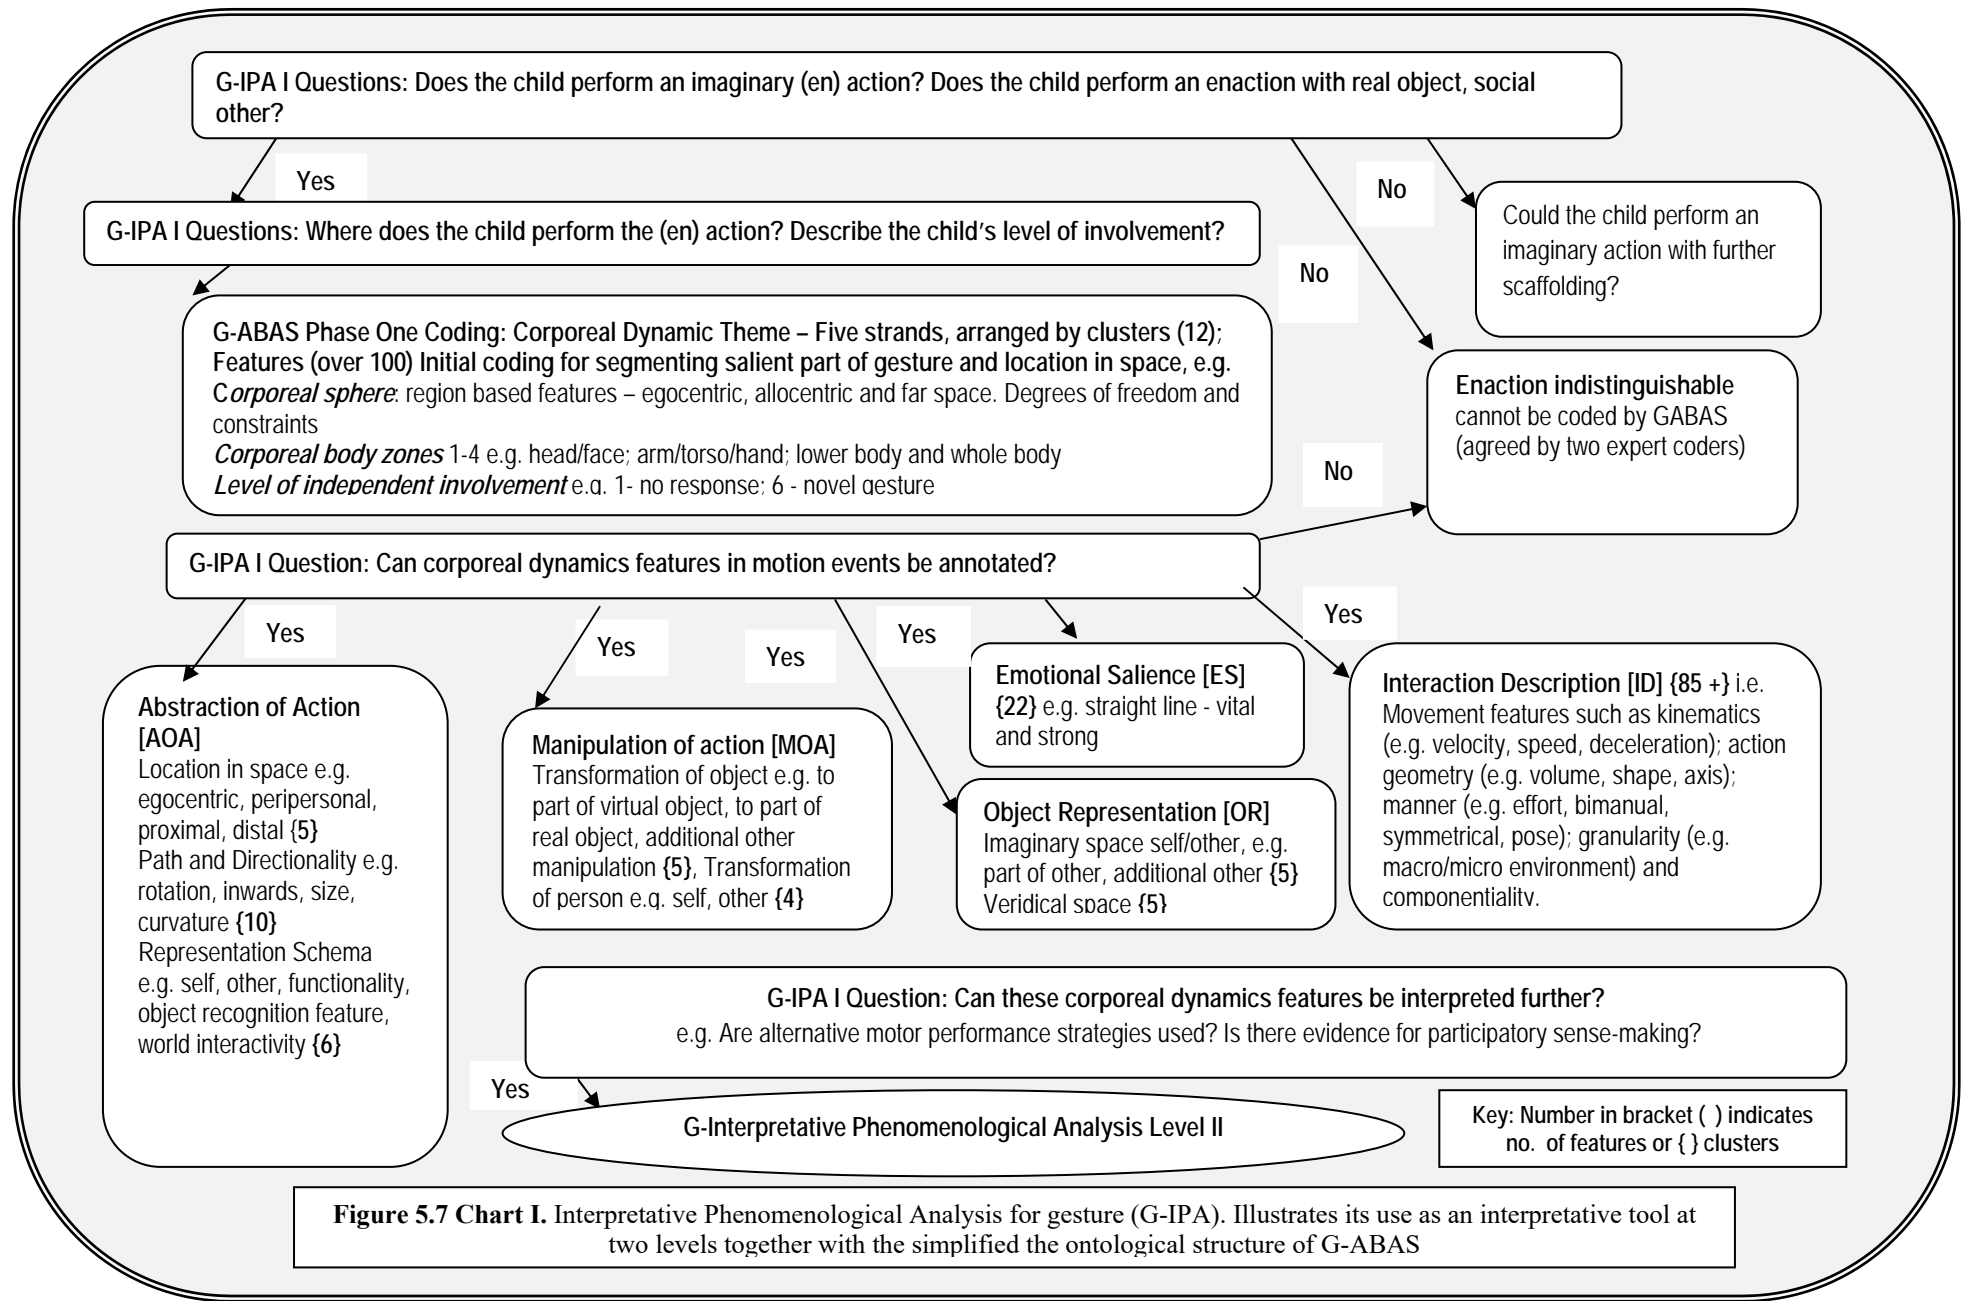 G-IPA I Questions: Does the child perform an imaginary (en) action? Does the child perform an enaction with real object, social
other?
Yes
No
No
Could the child perform an
imaginary action with further
scaffolding?
G-IPA I Questions: Where does the child perform the (en) action? Describe the child's level of involvement?
G-ABAS Phase One Coding: Corporeal Dynamic Theme – Five strands, arranged by clusters (12);
Features (over 100) Initial coding for segmenting salient part of gesture and location in space, e.g.
Corporeal sphere: region based features – egocentric, allocentric and far space. Degrees of freedom and
constraints
Corporeal body zones 1-4 e.g. head/face; arm/torso/hand; lower body and whole body
Level of independent involvement e.g. 1- no response; 6 - novel gesture
Enaction indistinguishable
cannot be coded by GABAS
(agreed by two expert coders)
No
G-IPA I Question: Can corporeal dynamics features in motion events be annotated?
Yes
Yes
Yes
Yes
Yes
Abstraction of Action
[AOA]
Location in space e.g.
egocentric, peripersonal,
proximal, distal {5}
Path and Directionality e.g.
rotation, inwards, size,
curvature {10}
Representation Schema
e.g. self, other, functionality,
object recognition feature,
world interactivity {6}
Manipulation of action [MOA]
Transformation of object e.g. to
part of virtual object, to part of
real object, additional other
manipulation {5}, Transformation
of person e.g. self, other {4}
Emotional Salience [ES]
{22} e.g. straight line - vital
and strong
Object Representation [OR]
Imaginary space self/other, e.g.
part of other, additional other {5}
Veridical space {5}
Interaction Description [ID] {85 +} i.e.
Movement features such as kinematics
(e.g. velocity, speed, deceleration); action
geometry (e.g. volume, shape, axis);
manner (e.g. effort, bimanual,
symmetrical, pose); granularity (e.g.
macro/micro environment) and
componentiality.
G-IPA I Question: Can these corporeal dynamics features be interpreted further?
e.g. Are alternative motor performance strategies used? Is there evidence for participatory sense-making?
Yes
G-Interpretative Phenomenological Analysis Level II
Key: Number in bracket ( ) indicates
no. of features or { } clusters
Figure 5.7 Chart I. Interpretative Phenomenological Analysis for gesture (G-IPA). Illustrates its use as an interpretative tool at
two levels together with the simplified the ontological structure of G-ABAS